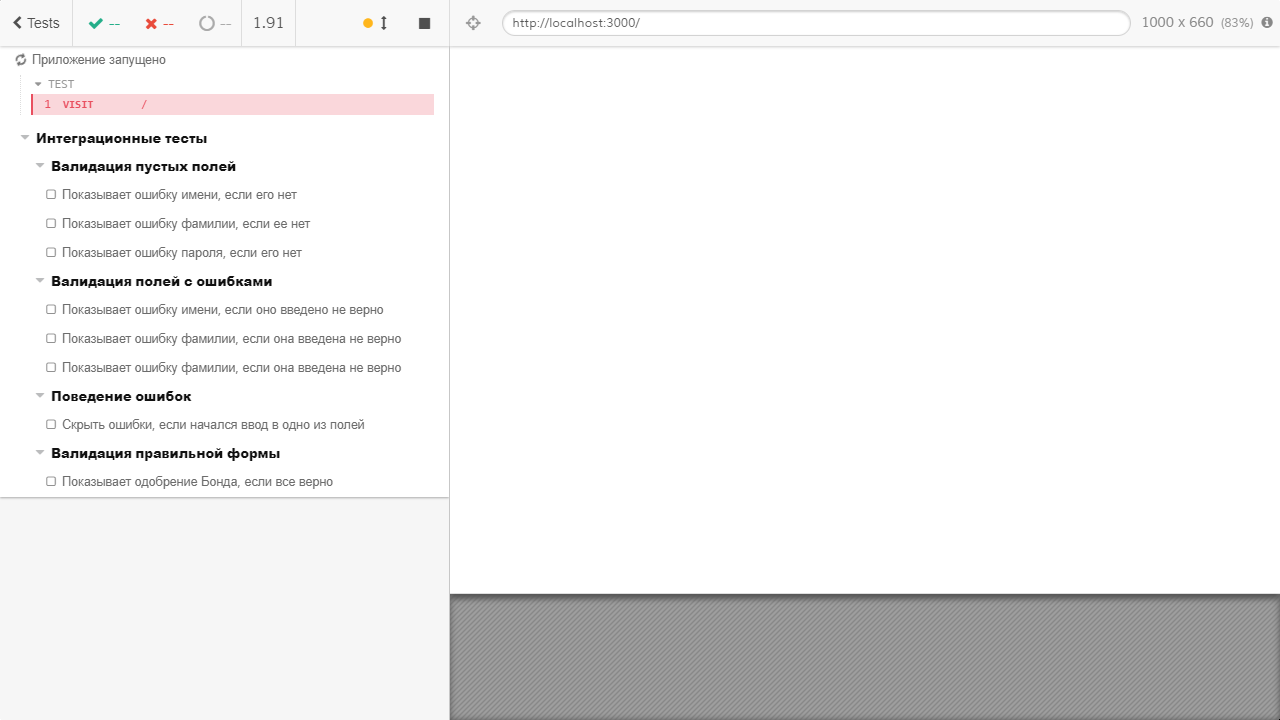 Tests -- -- -- 1.91
http://localhost:3000/ 1000 x 660 (83%)
Приложение запущено
TEST
1 VISIT /
Интеграционные тесты
Валидация пустых полей
Показывает ошибку имени, если его нет
Показывает ошибку фамилии, если ее нет
Показывает ошибку пароля, если его нет
Валидация полей с ошибками
Показывает ошибку имени, если оно введено не верно
Показывает ошибку фамилии, если она введена не верно
Показывает ошибку фамилии, если она введена не верно
Поведение ошибок
Скрыть ошибки, если начался ввод в одно из полей
Валидация правильной формы
Показывает одобрение Бонда, если все верно